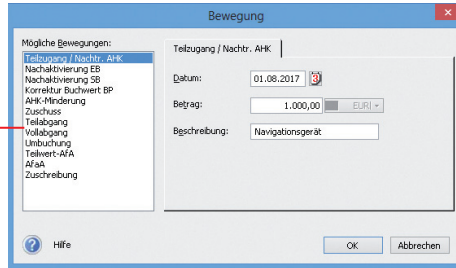 Bewegung
Mögliche Bewegungen:
Teilzugang / Nachtr. AHK
Nachaktivierung EB
Nachaktivierung SB
Korrektur Buchwert BP
AHK-Minderung
Zuschuss
Teilabgang
Vollabgang
Umbuchung
Teilwert-AfA
AfaA
Zuschreibung
Teilzugang / Nachtr. AHK
Datum: 01.08.2017
Betrag: 1.000,00 EUR
Beschreibung: Navigationsgerät
Hilfe
OK Abbrechen